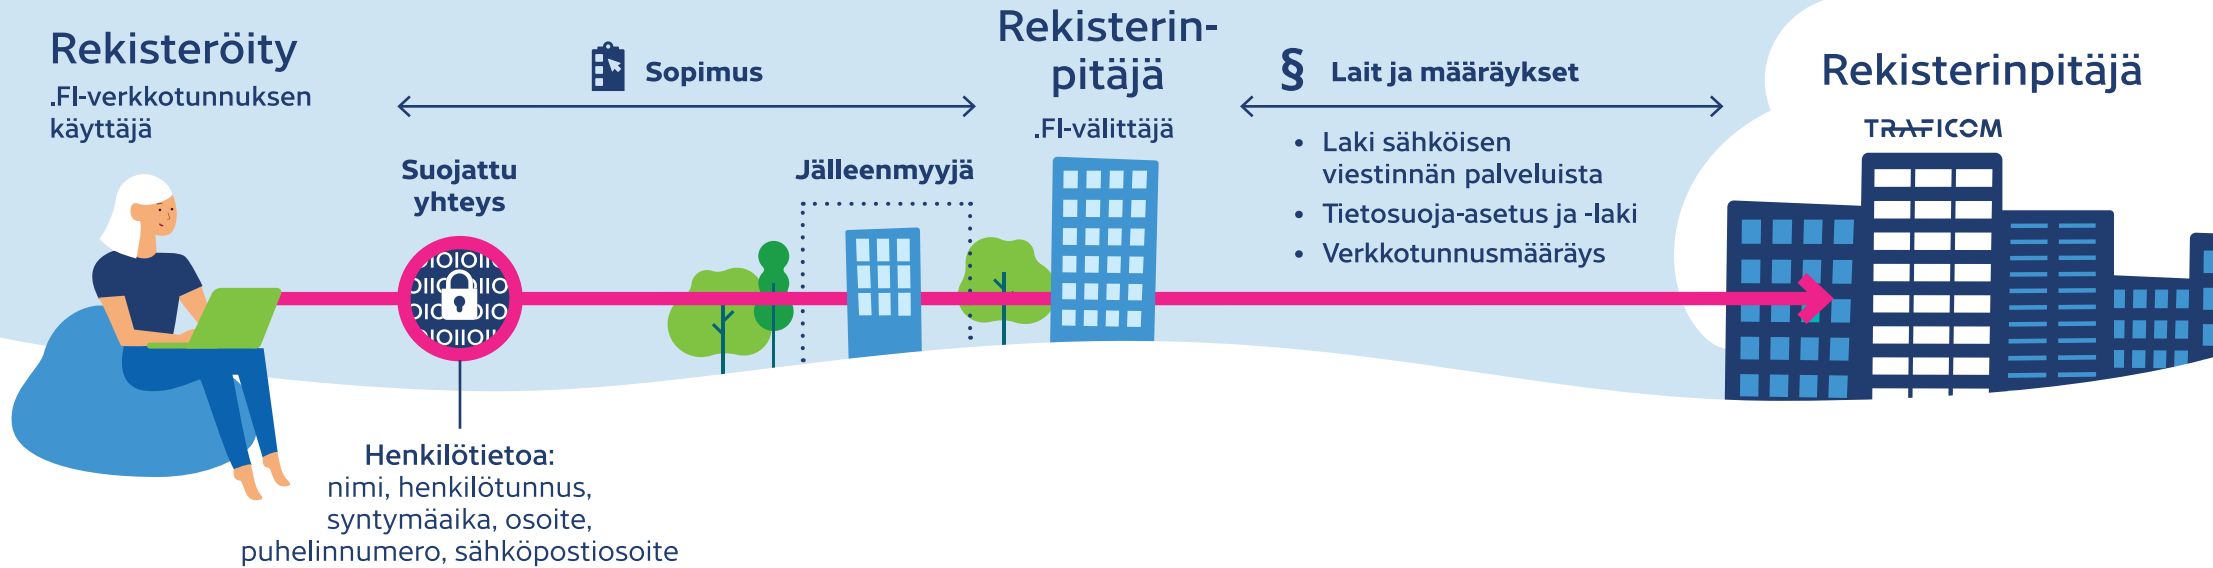 Rekisteröity
.FI-verkkotunnuksen
käyttäjä
Sopimus
Suojattu
yhteys
Henkilötietoa:
nimi, henkilötunnus,
syntymäaika, osoite,
puhelinnumero, sähköpostiosoite
Jälleenmyyjä
Rekisterin-
pitäjä
.FI-välittäjä
§ Lait ja määräykset
• Laki sähköisen
viestinnän palveluista
• Tietosuoja-asetus ja -laki
• Verkkotunnusmääräys
Rekisterinpitäjä
TRAFICOM